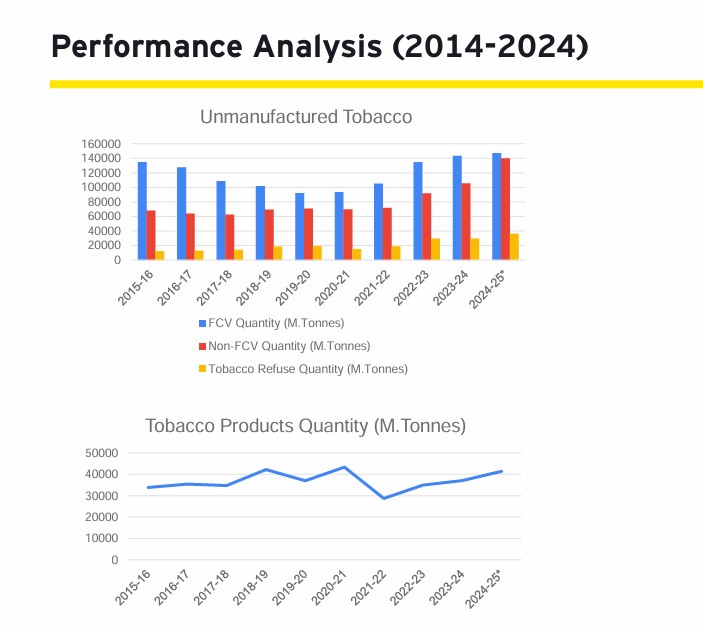 Performance Analysis (2014-2024)
Unmanufactured Tobacco
160000
140000
120000
100000
80000
60000
40000
20000
0
2015-16 2016-17 2017-18 2018-19 2019-20 2020-21 2021-22 2022-23 2023-24 2024-25*
FCV Quantity (M.Tonnes)
Non-FCV Quantity (M.Tonnes)
Tobacco Refuse Quantity (M.Tonnes)
Tobacco Products Quantity (M.Tonnes)
50000
40000
30000
20000
10000
0
2015-16 2016-17 2017-18 2018-19 2019-20 2020-21 2021-22 2022-23 2023-24 2024-25*